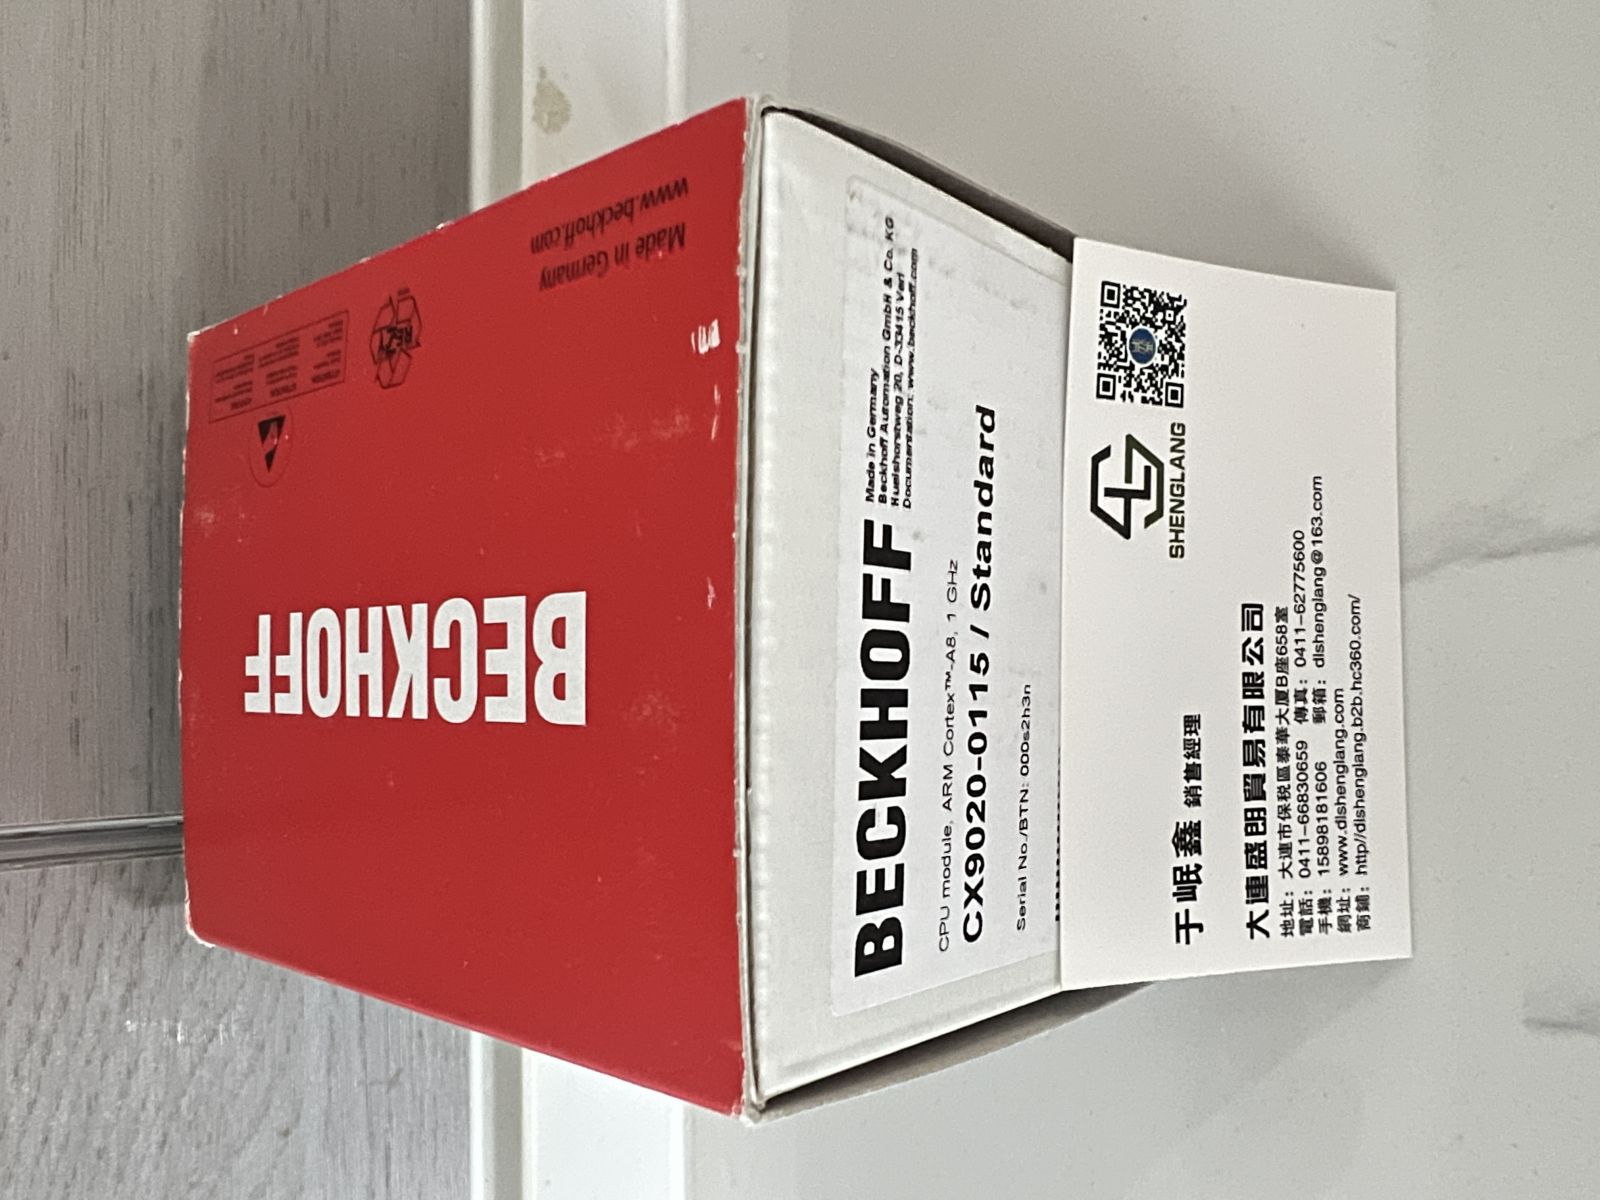 BECKHOFF
Made in Germany
www.beckhoff.com
BECKHOFF
Made in Germany
Beckhoff Automation GmbH & Co. KG
Huelshorstweg 20, D-33415 Verl
Documentation: www.beckhoff.com
CPU module, ARM Cortex™-A8, 1 GHz
CX9020-0115 / Standard
Serial No./BTN: 000s2h3n
SHENGLANG
于岷鑫 銷售經理
大連盛朗貿易有限公司
地址: 大連市保税區泰華大厦B座658室
電話: 0411-66830659 傳真: 0411-62775600
手機: 15898181606 郵箱: dlshenglang@163.com
網址: www.dlshenglang.com
商鋪: http//dlshenglang.b2b.hc360.com/